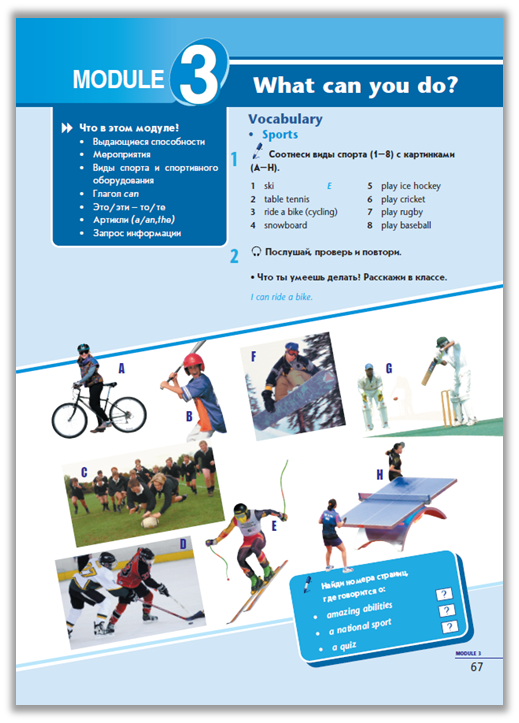 MODULE 3
What can you do?
Что в этом модуле!
• Выдающиеся способности
• Мероприятия
• Виды спорта и спортивного
оборудования
• Глагол can
• Это/эти – то/те
• Артикли (a/an,the)
• Запрос информации
Vocabulary
• Sports
1 Соотнеси виды спорта (1–8) с картинками
(A–H).
1 ski E
2 table tennis
3 ride a bike (cycling)
4 snowboard
5 play ice hockey
6 play cricket
7 play rugby
8 play baseball
2 Послушай, проверь и повтори.
• Что ты умеешь делать! Расскажи в классе.
I can ride a bike.
A
B
F
G
C
H
E
D
Найди номера страниц,
где говорится о:
• amazing abilities ?
• a national sport ?
• a quiz ?
MODULE 3
67